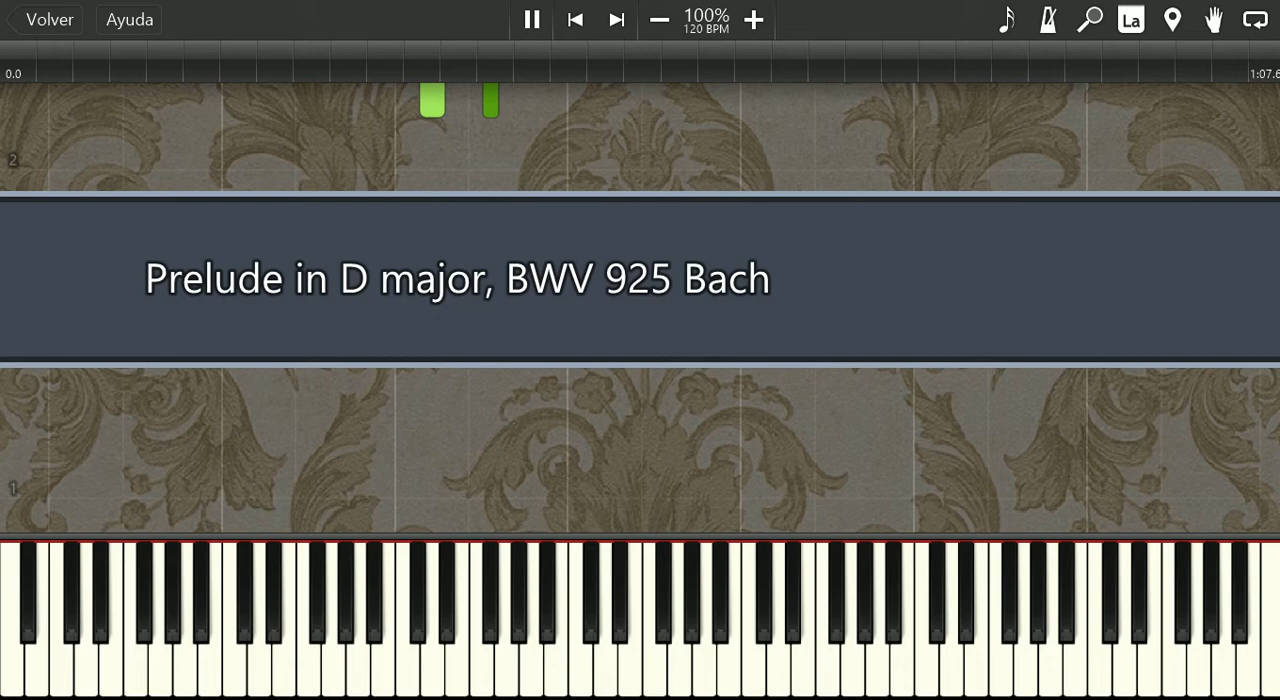 Volver
Ayuda
100%
120 BPM
La
0.0
1:07.6
2
Prelude in D major, BWV 925 Bach
1